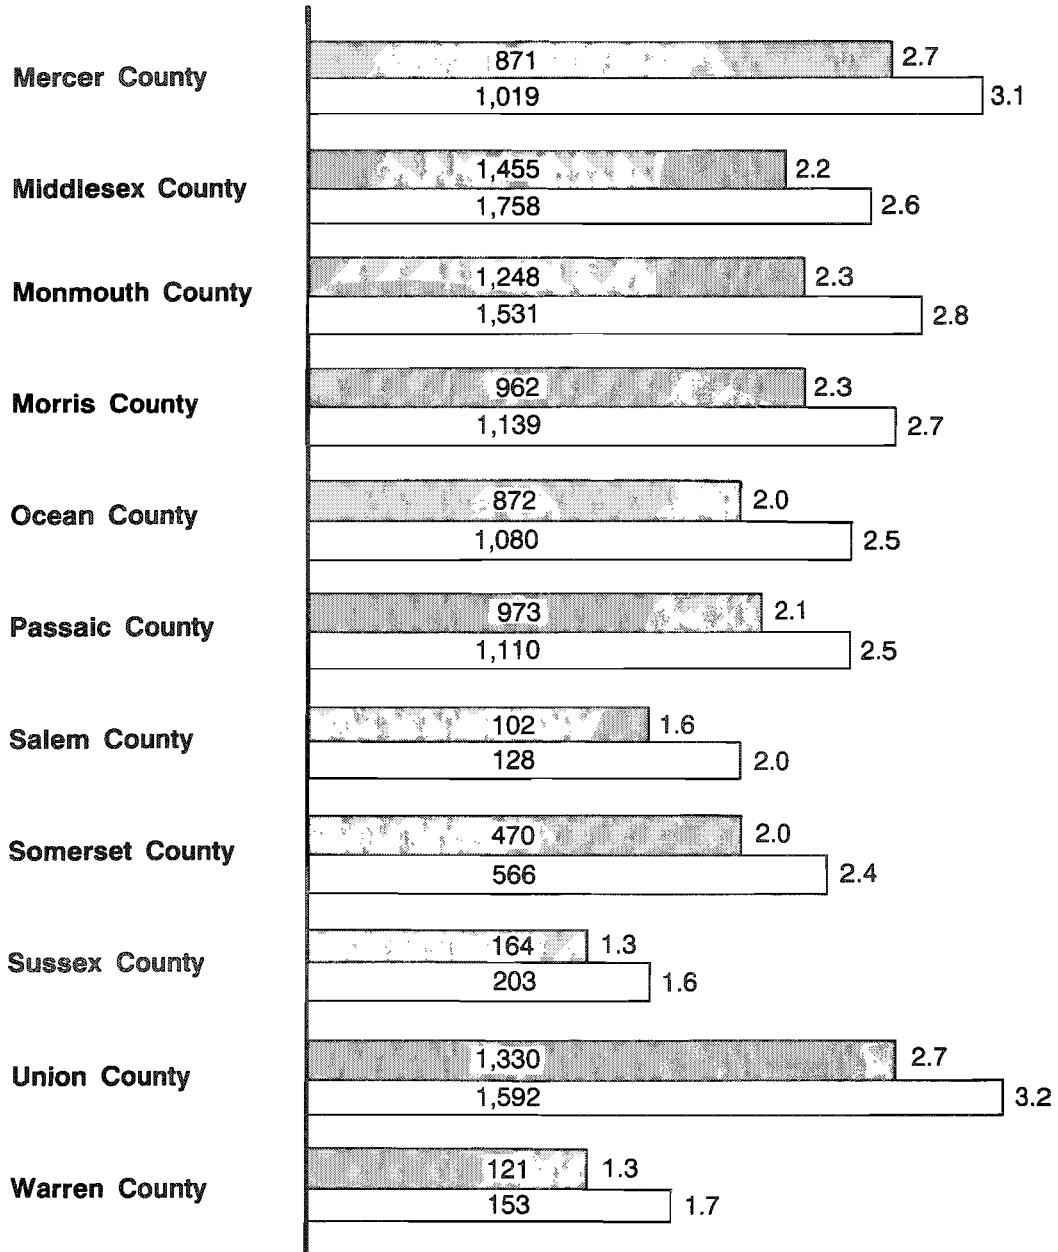 871 2.7
Mercer County
1,019 3.1
1,455 2.2
Middlesex County
1,758 2.6
1,248 2.3
Monmouth County
1,531 2.8
962 2.3
Morris County
1,139 2.7
872 2.0
Ocean County
1,080 2.5
973 2.1
Passaic County
1,110 2.5
102 1.6
Salem County
128 2.0
470 2.0
Somerset County
566 2.4
164 1.3
Sussex County
203 1.6
1,330 2.7
Union County
1,592 3.2
121 1.3
Warren County
153 1.7